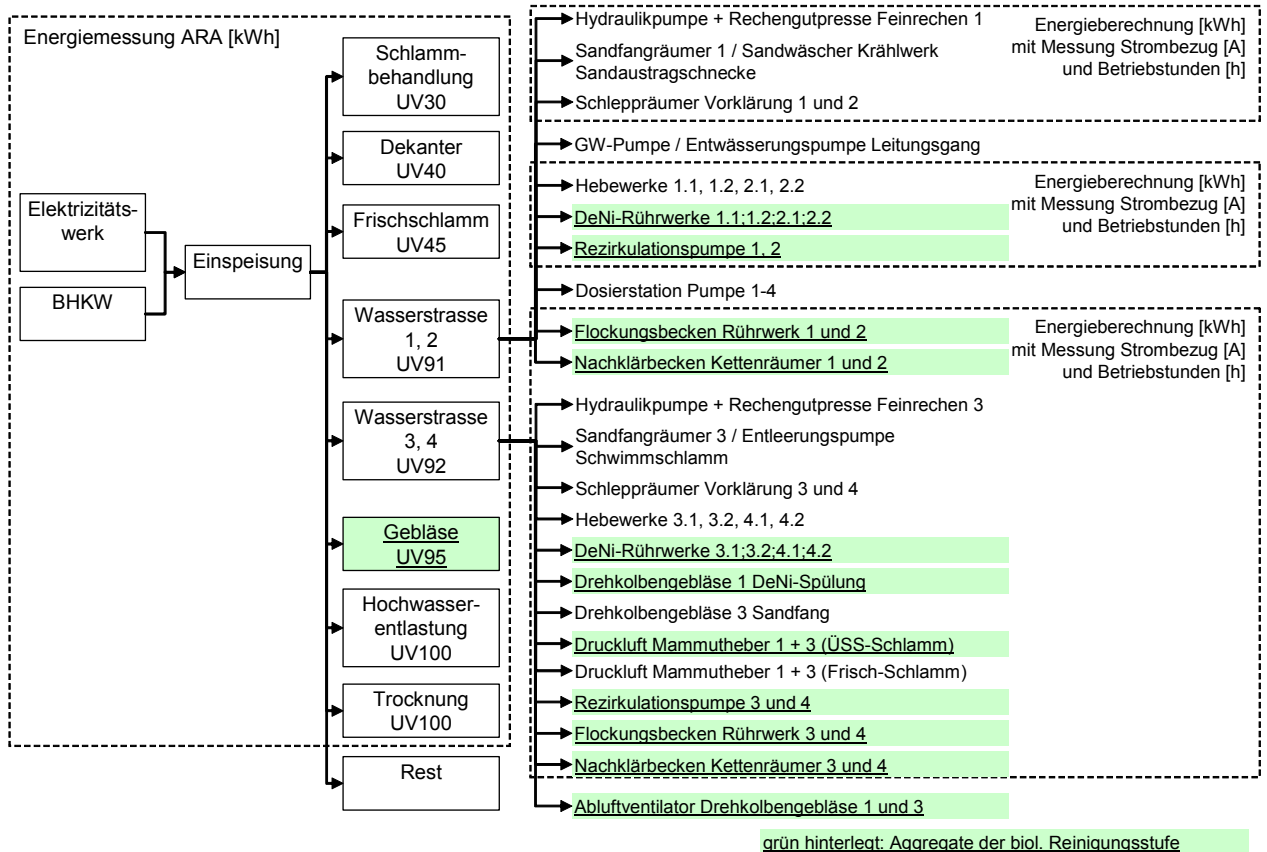 Energiemessung ARA [kWh]
Elektrizitäts-
werk
BHKW
Einspeisung
Schlamm-
behandlung
UV30
Dekanter
UV40
Frischschlamm
UV45
Wasserstrasse
1, 2
UV91
Wasserstrasse
3, 4
UV92
Gebläse
UV95
Hochwasser-
entlastung
UV100
Trocknung
UV100
Rest
Hydraulikpumpe + Rechengutpresse Feinrechen 1
Sandfangräumer 1 / Sandwäscher Krählwerk
Sandaustragschnecke
Schleppräumer Vorklärung 1 und 2
Energieberechnung [kWh]
mit Messung Strombezug [A]
und Betriebstunden [h]
GW-Pumpe / Entwässerungspumpe Leitungsgang
Hebewerke 1.1, 1.2, 2.1, 2.2
DeNi-Rührwerke 1.1;1.2;2.1;2.2
Rezirkulationspumpe 1, 2
Energieberechnung [kWh]
mit Messung Strombezug [A]
und Betriebstunden [h]
Dosierstation Pumpe 1-4
Flockungsbecken Rührwerk 1 und 2
Nachklärbecken Kettenräumer 1 und 2
Energieberechnung [kWh]
mit Messung Strombezug [A]
und Betriebstunden [h]
Hydraulikpumpe + Rechengutpresse Feinrechen 3
Sandfangräumer 3 / Entleerungspumpe
Schwimmschlamm
Schleppräumer Vorklärung 3 und 4
Hebewerke 3.1, 3.2, 4.1, 4.2
DeNi-Rührwerke 3.1;3.2;4.1;4.2
Drehkolbengebläse 1 DeNi-Spülung
Drehkolbengebläse 3 Sandfang
Druckluft Mammutheber 1 + 3 (ÜSS-Schlamm)
Druckluft Mammutheber 1 + 3 (Frisch-Schlamm)
Rezirkulationspumpe 3 und 4
Flockungsbecken Rührwerk 3 und 4
Nachklärbecken Kettenräumer 3 und 4
Abluftventilator Drehkolbengebläse 1 und 3
grün hinterlegt: Aggregate der biol. Reinigungsstufe